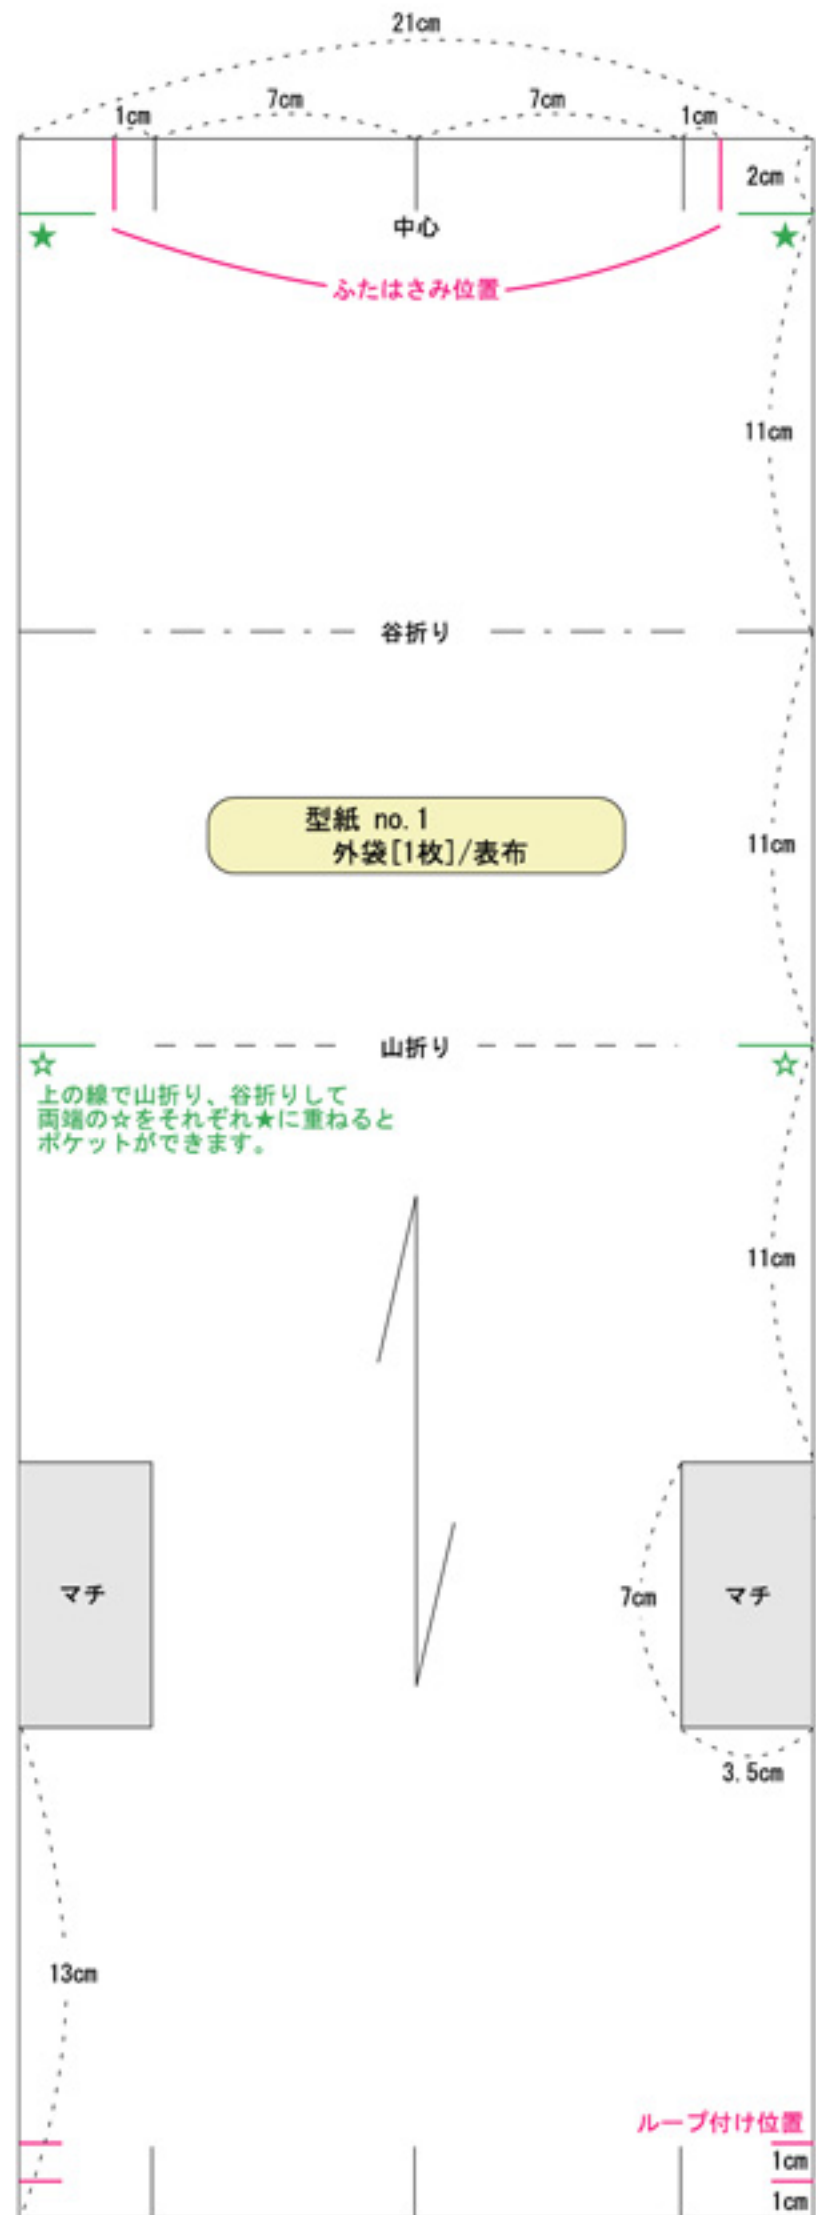 21cm
1cm
7cm
7cm
1cm
2cm
★
中心
★
ふたはさみ位置
11cm
谷折り
型紙 no.1
外袋[1枚]/表布
11cm
山折り
☆
☆
上の線で山折り、谷折りして
両端の☆をそれぞれ★に重ねると
ポケットができます。
11cm
マチ
7cm
マチ
3.5cm
13cm
ループ付け位置
1cm
1cm